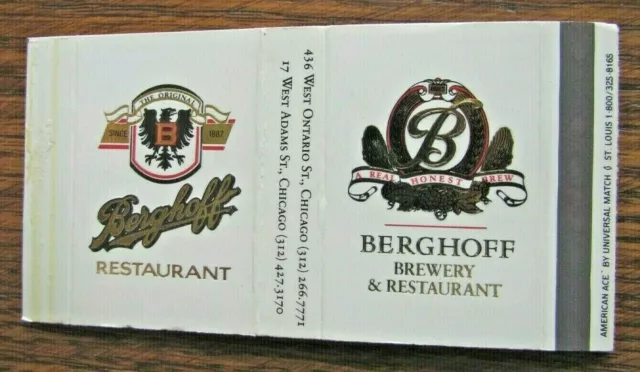 THE ORIGINAL
SINCE 1887
B
Berghoff
RESTAURANT
436 WEST ONTARIO ST., CHICAGO (312) 266.7771
17 WEST ADAMS ST., CHICAGO (312) 427.3170
B
A REAL HONEST BREW
BERGHOFF
BREWERY
& RESTAURANT
AMERICAN ACE™ BY UNIVERSAL MATCH ST. LOUIS 1-800/325-8165